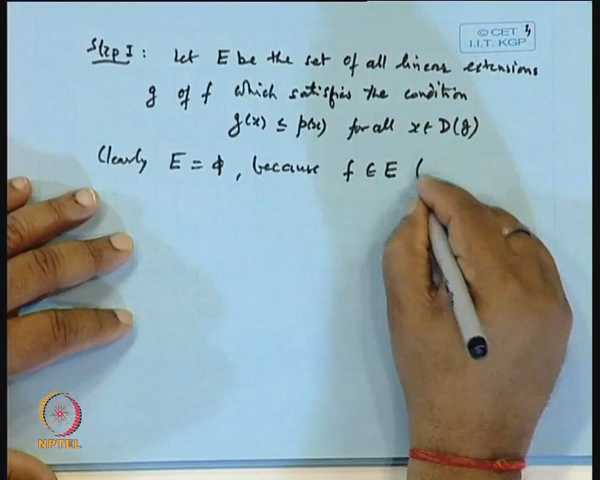 © CET
I.I.T. KGP
Step I : Let E be the set of all linear extensions
g of f which satisfies the condition
g(x) ≤ p(x) for all x ∈ D(g)
Clearly E = ϕ, because f ∈ E (
NPTEL